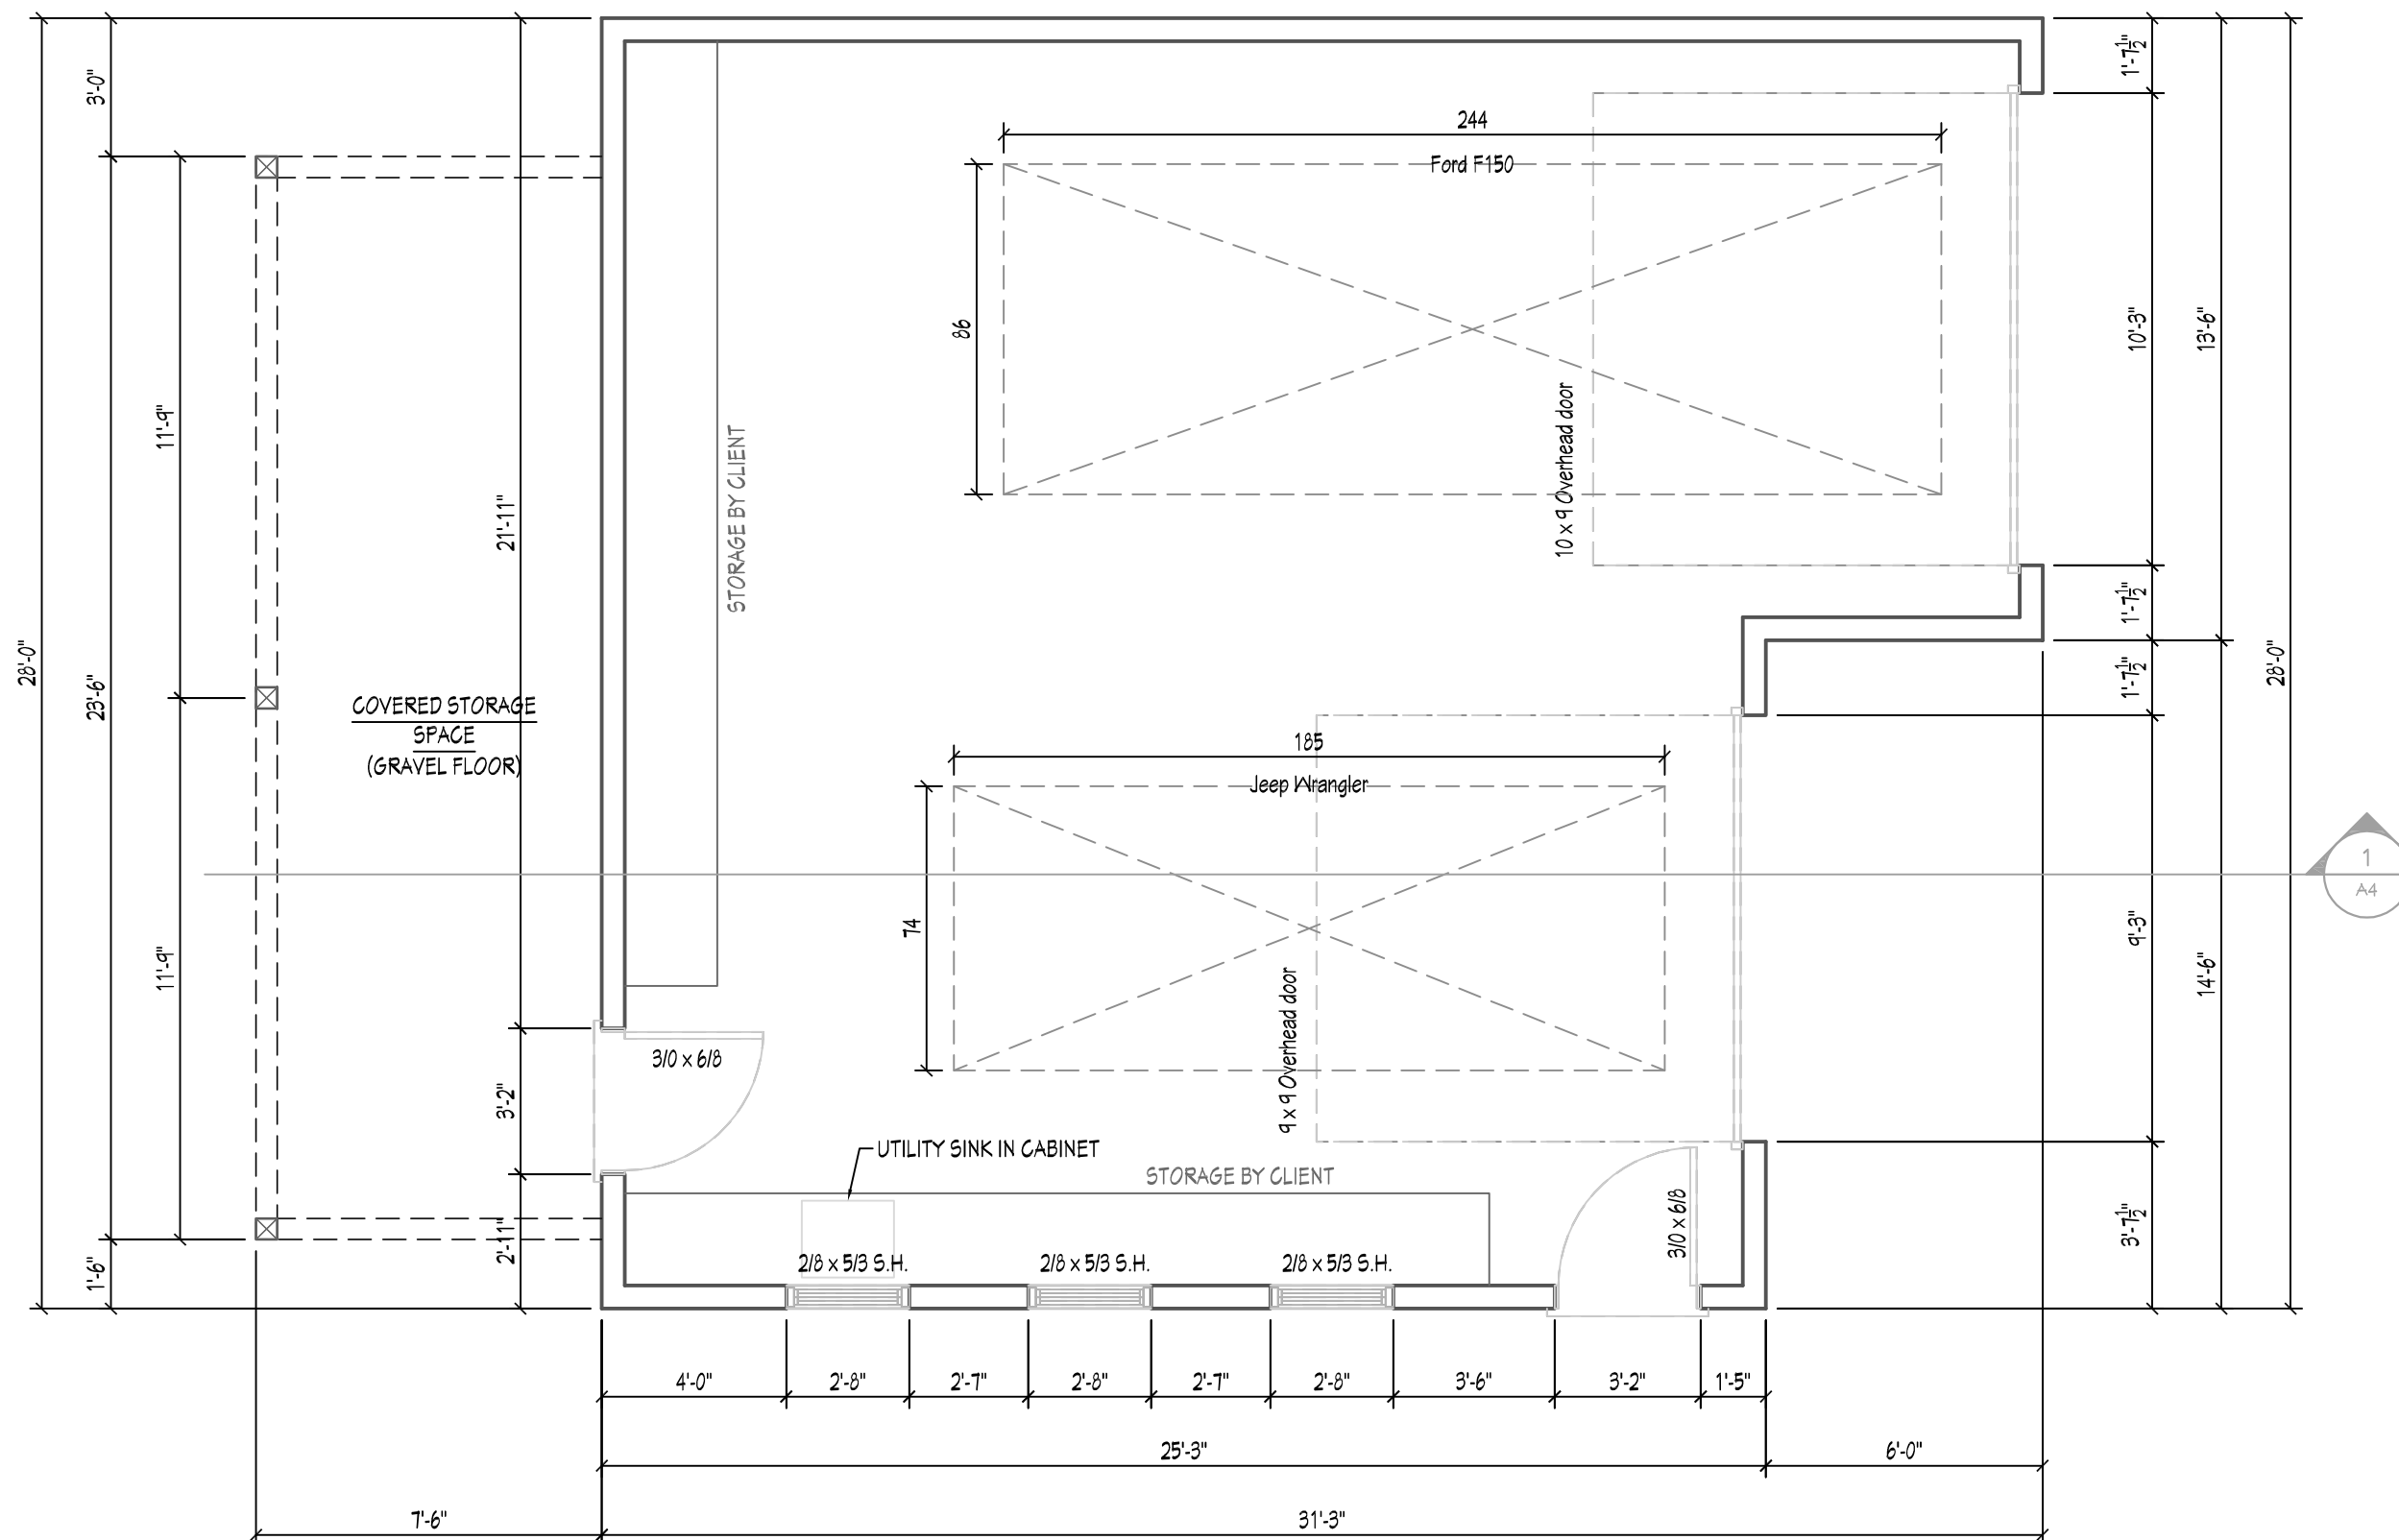 1'-7½"
3'-0"
244
Ford F150
10'-3"
13'-6"
86
10 x 9 Overhead door
11'-9"
21'-11"
STORAGE BY CLIENT
1'-7½"
28'-0"
23'-6"
28'-0"
1'-7½"
COVERED STORAGE
SPACE
(GRAVEL FLOOR)
185
Jeep Wrangler
1
A4
74
9'-3"
11'-9"
14'-6"
9 x 9 Overhead door
3/0 x 6/8
3'-2"
UTILITY SINK IN CABINET
STORAGE BY CLIENT
3/0 x 6/8
3'-7½"
2'-11"
1'-6"
2/8 x 5/3 S.H.
2/8 x 5/3 S.H.
2/8 x 5/3 S.H.
4'-0"
2'-8"
2'-7"
2'-8"
2'-7"
2'-8"
3'-6"
3'-2"
1'-5"
25'-3"
6'-0"
7'-6"
31'-3"